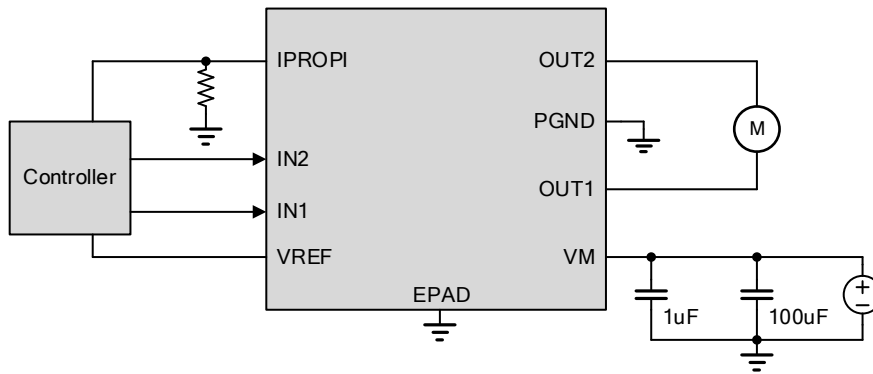 IPROPI
OUT2
PGND
M
Controller
IN2
OUT1
IN1
VREF
VM
EPAD
1uF
100uF
+
−